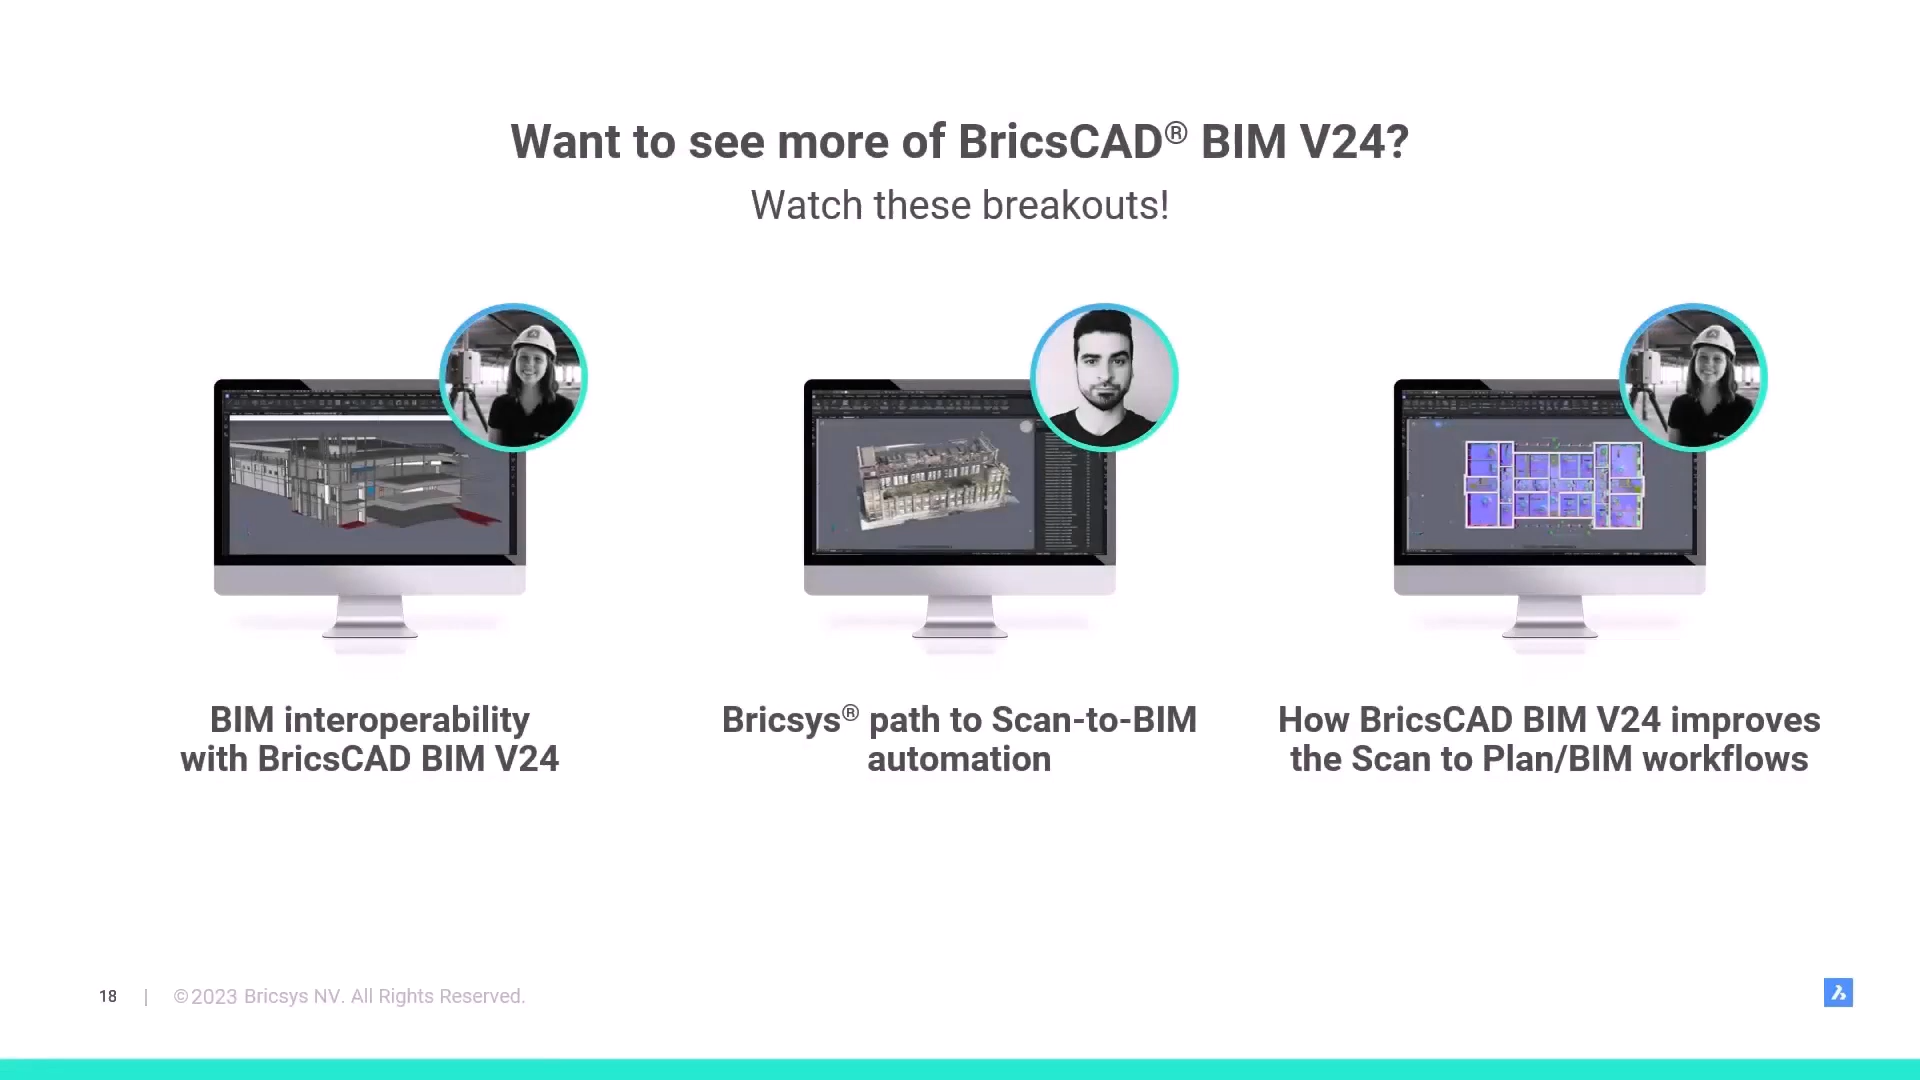 Want to see more of BricsCAD® BIM V24?
Watch these breakouts!
BIM interoperability
with BricsCAD BIM V24
Bricsys® path to Scan-to-BIM
automation
How BricsCAD BIM V24 improves
the Scan to Plan/BIM workflows
18 | ©2023 Bricsys NV. All Rights Reserved.